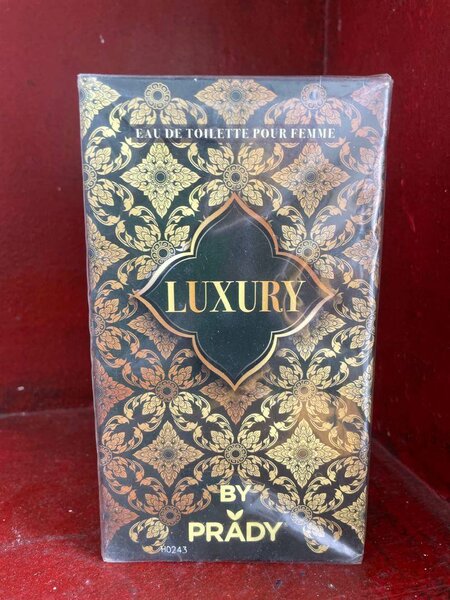 EAU DE TOILETTE POUR FEMME
LUXURY
BY
PRADY
H0243